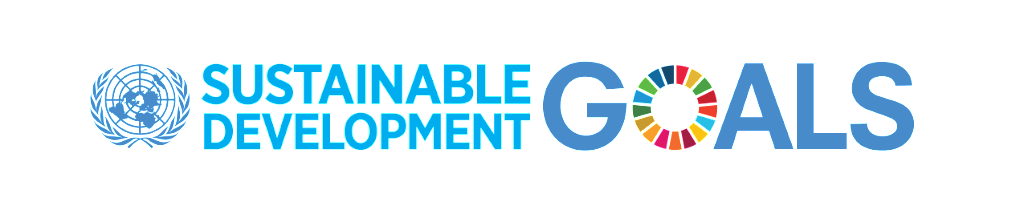 SUSTAINABLE
DEVELOPMENT
GOALS